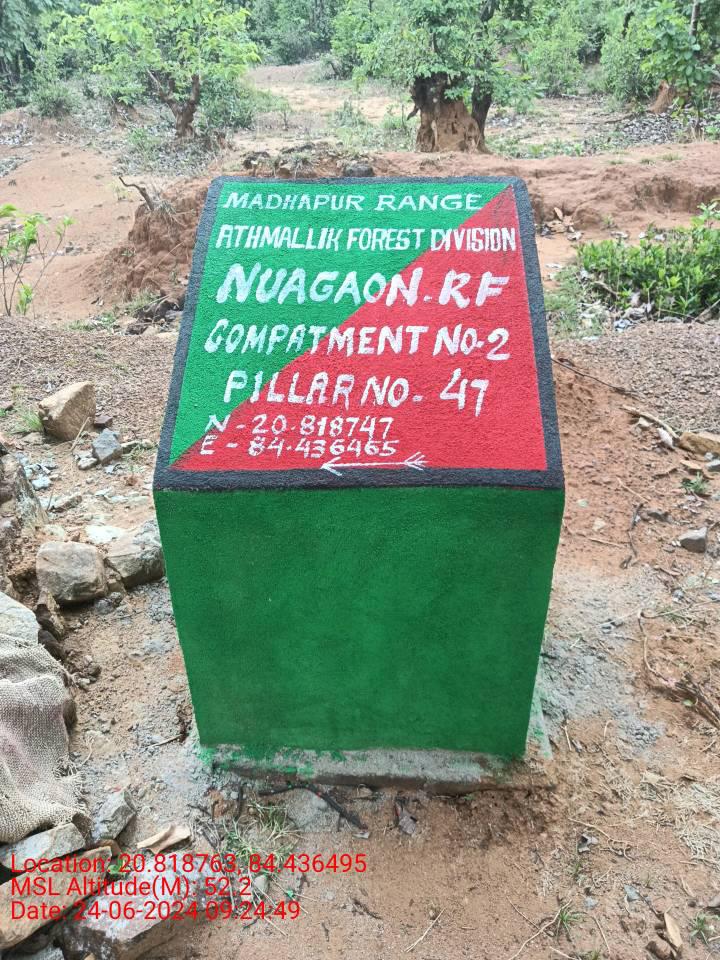 MADHAPUR RANGE
ATHMALLIK FOREST DIVISION
NUAGAON-RF
COMPATMENT NO-2
PILLAR NO- 47
N - 20.818747
E - 84.436465
Location: 20.818763, 84.436495
MSL Altitude(M): 52.2
Date: 24-06-2024 09:24:49